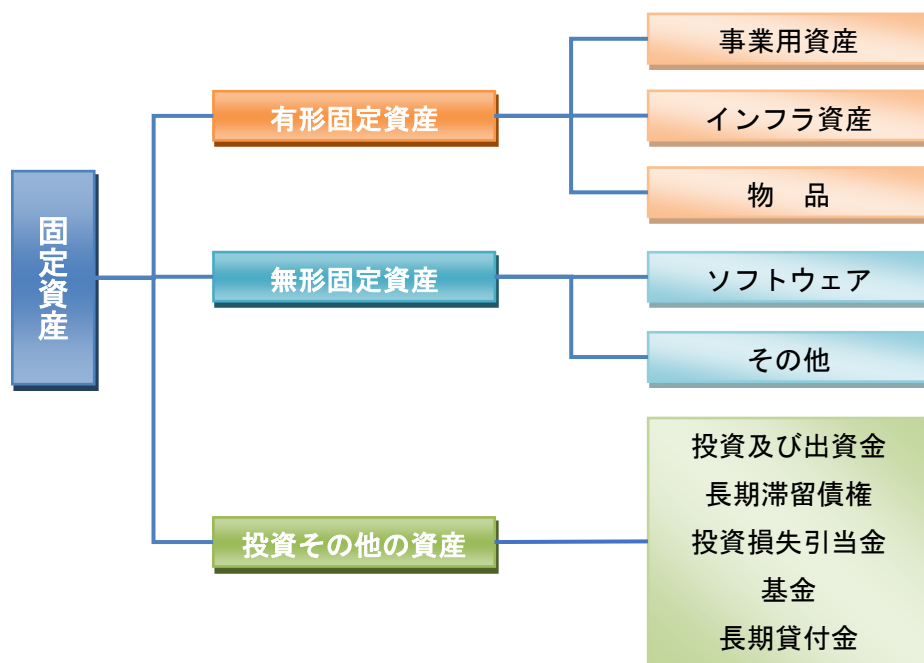 固定資産
有形固定資産
事業用資産
インフラ資産
物　品
無形固定資産
ソフトウェア
その他
投資その他の資産
投資及び出資金
長期滞留債権
投資損失引当金
基金
長期貸付金